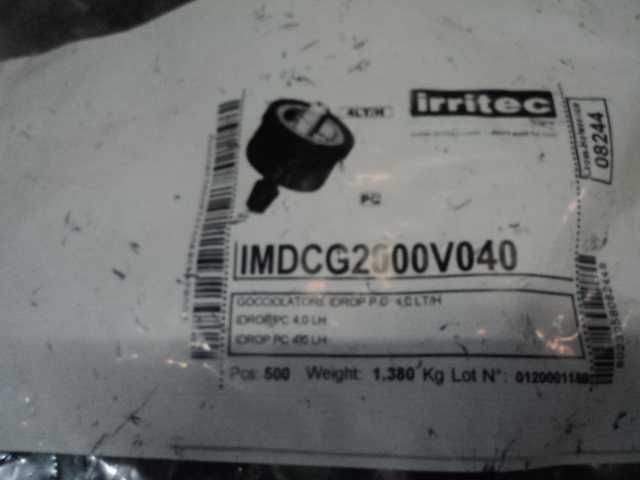 irritec
4LT/H
08244
PC
IMDCG2000V040
GOCCIOLATORE IDROP P.C. 4,0 LT/H
IDROP PC 4.0 LH
IDROP PC 4.0 LH
Pcs: 500 Weight: 1.380 Kg Lot N°: